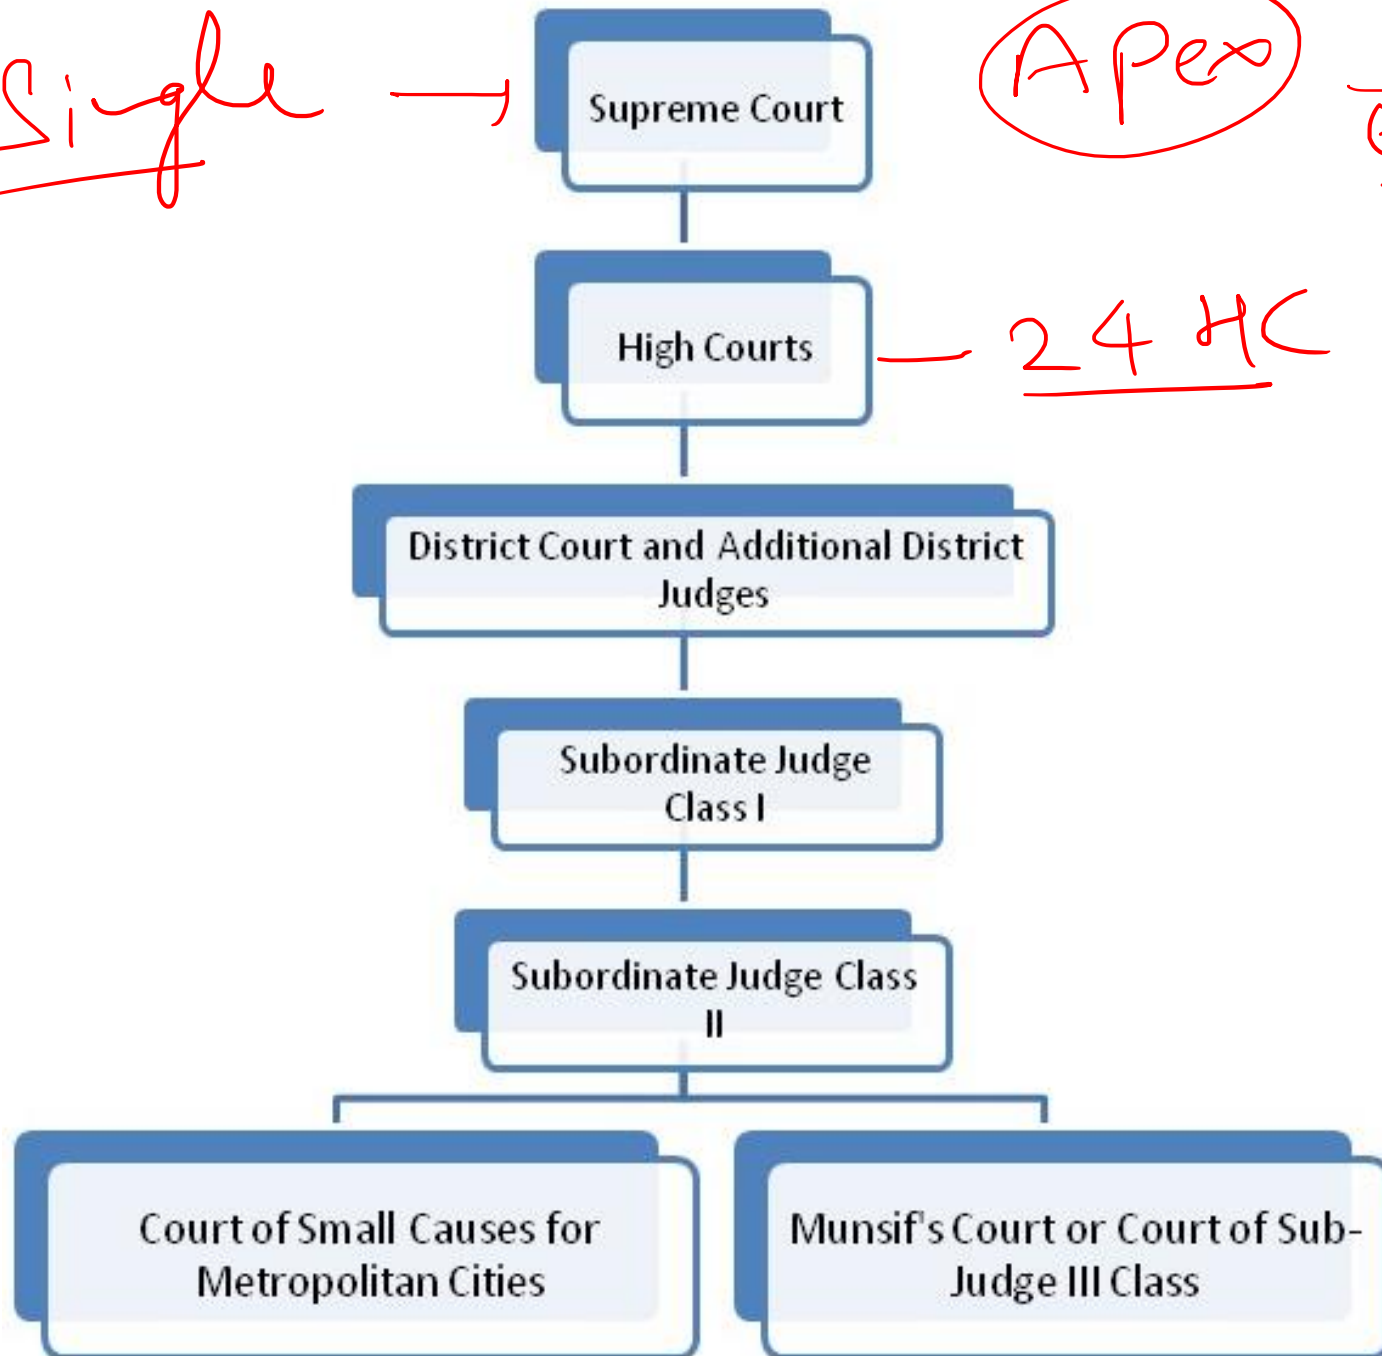 Single
Supreme Court
Apex
High Courts
24 HC
District Court and Additional District
Judges
Subordinate Judge
Class I
Subordinate Judge Class
II
Court of Small Causes for
Metropolitan Cities
Munsif's Court or Court of Sub-
Judge III Class